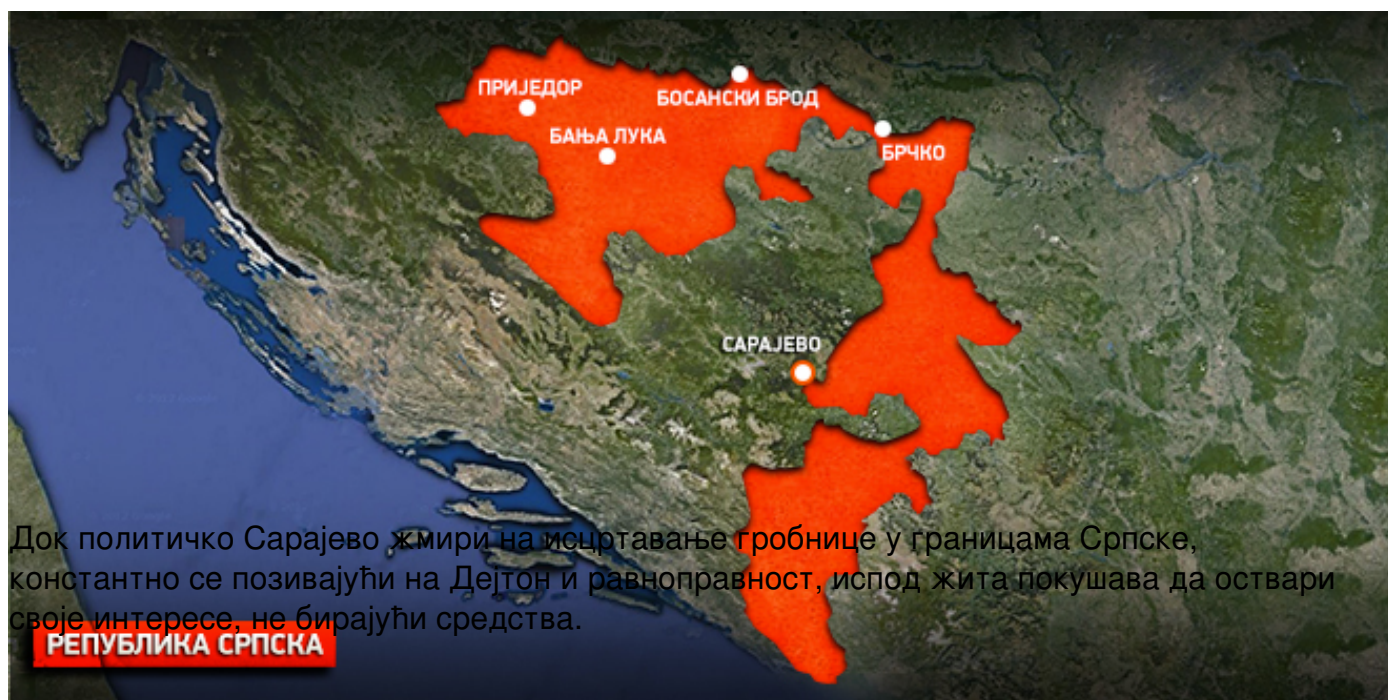 ПРИЈЕДОР
БОСАНСКИ БРОД
БАЊА ЛУКА
БРЧКО
САРАЈЕВО
Док политичко Сарајево жмири на исцртавање гробнице у границама Српске,
константно се позивајући на Дејтон и равноправност, испод жита покушава да оствари
своје интересе, не бирајући средства.
РЕПУБЛИКА СРПСКА